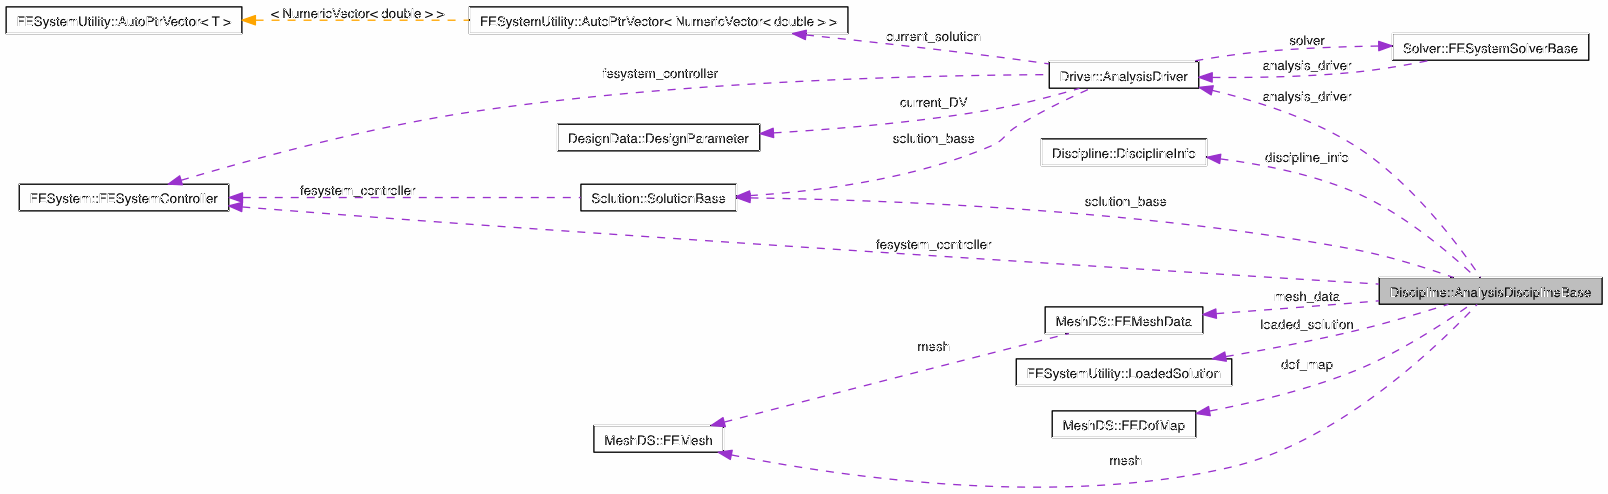 FESystemUtility::AutoPtrVector< T >
< NumericVector< double > >
FESystemUtility::AutoPtrVector< NumericVector< double > >
current_solution
solver
Solver::FESystemSolverBase
analysis_driver
fesystem_controller
Driver::AnalysisDriver
analysis_driver
current_DV
DesignData::DesignParameter
solution_base
Discipline::DisciplineInfo
discipline_info
FESystem::FESystemController
fesystem_controller
Solution::SolutionBase
solution_base
fesystem_controller
Discipline::AnalysisDisciplineBase
mesh_data
MeshDS::FEMeshData
loaded_solution
mesh
dof_map
FESystemUtility::LoadedSolution
MeshDS::FEDofMap
MeshDS::FEMesh
mesh